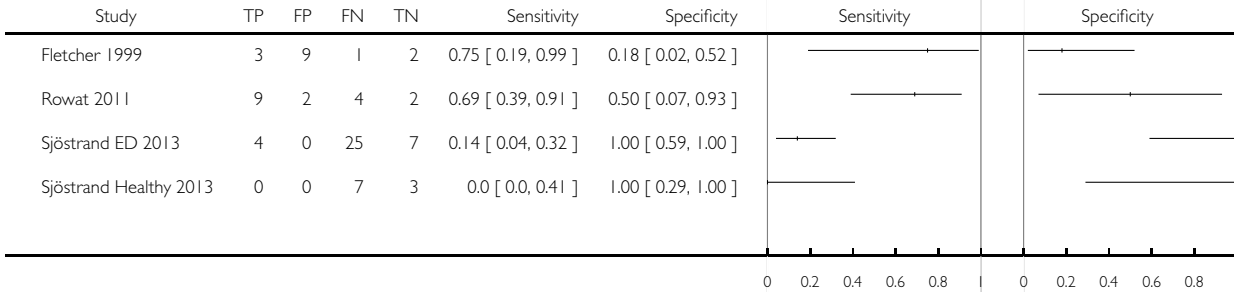 Study TP FP FN TN Sensitivity Specificity Sensitivity Specificity
Fletcher 1999 3 9 1 2 0.75 [ 0.19, 0.99 ] 0.18 [ 0.02, 0.52 ]
Rowat 2011 9 2 4 2 0.69 [ 0.39, 0.91 ] 0.50 [ 0.07, 0.93 ]
Sjöstrand ED 2013 4 0 25 7 0.14 [ 0.04, 0.32 ] 1.00 [ 0.59, 1.00 ]
Sjöstrand Healthy 2013 0 0 7 3 0.0 [ 0.0, 0.41 ] 1.00 [ 0.29, 1.00 ]
0 0.2 0.4 0.6 0.8 1 0 0.2 0.4 0.6 0.8